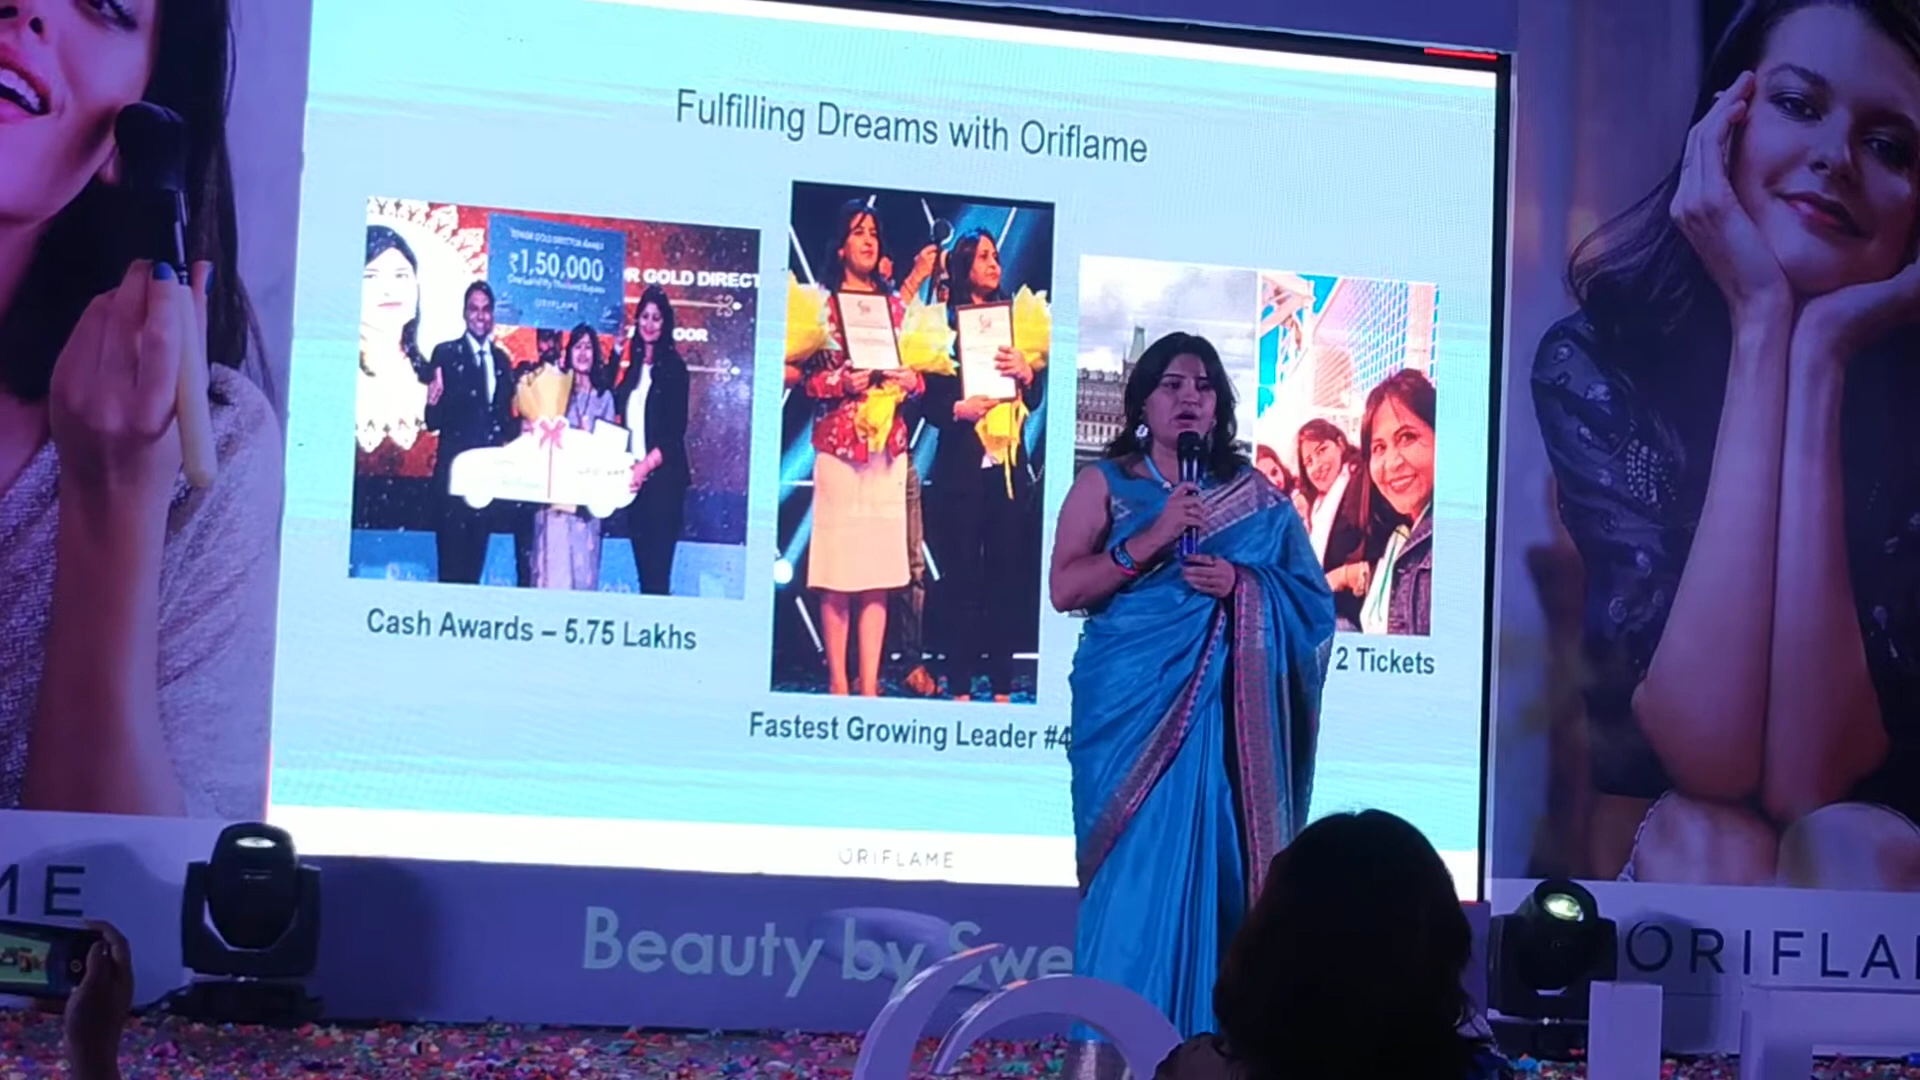 Fulfilling Dreams with Oriflame
₹1,50,000
ORIFLAME
R GOLD DIRECT
OOR
Cash Awards – 5.75 Lakhs
Fastest Growing Leader #4
2 Tickets
ORIFLAME
Beauty by Swe
ME
ORIFLA